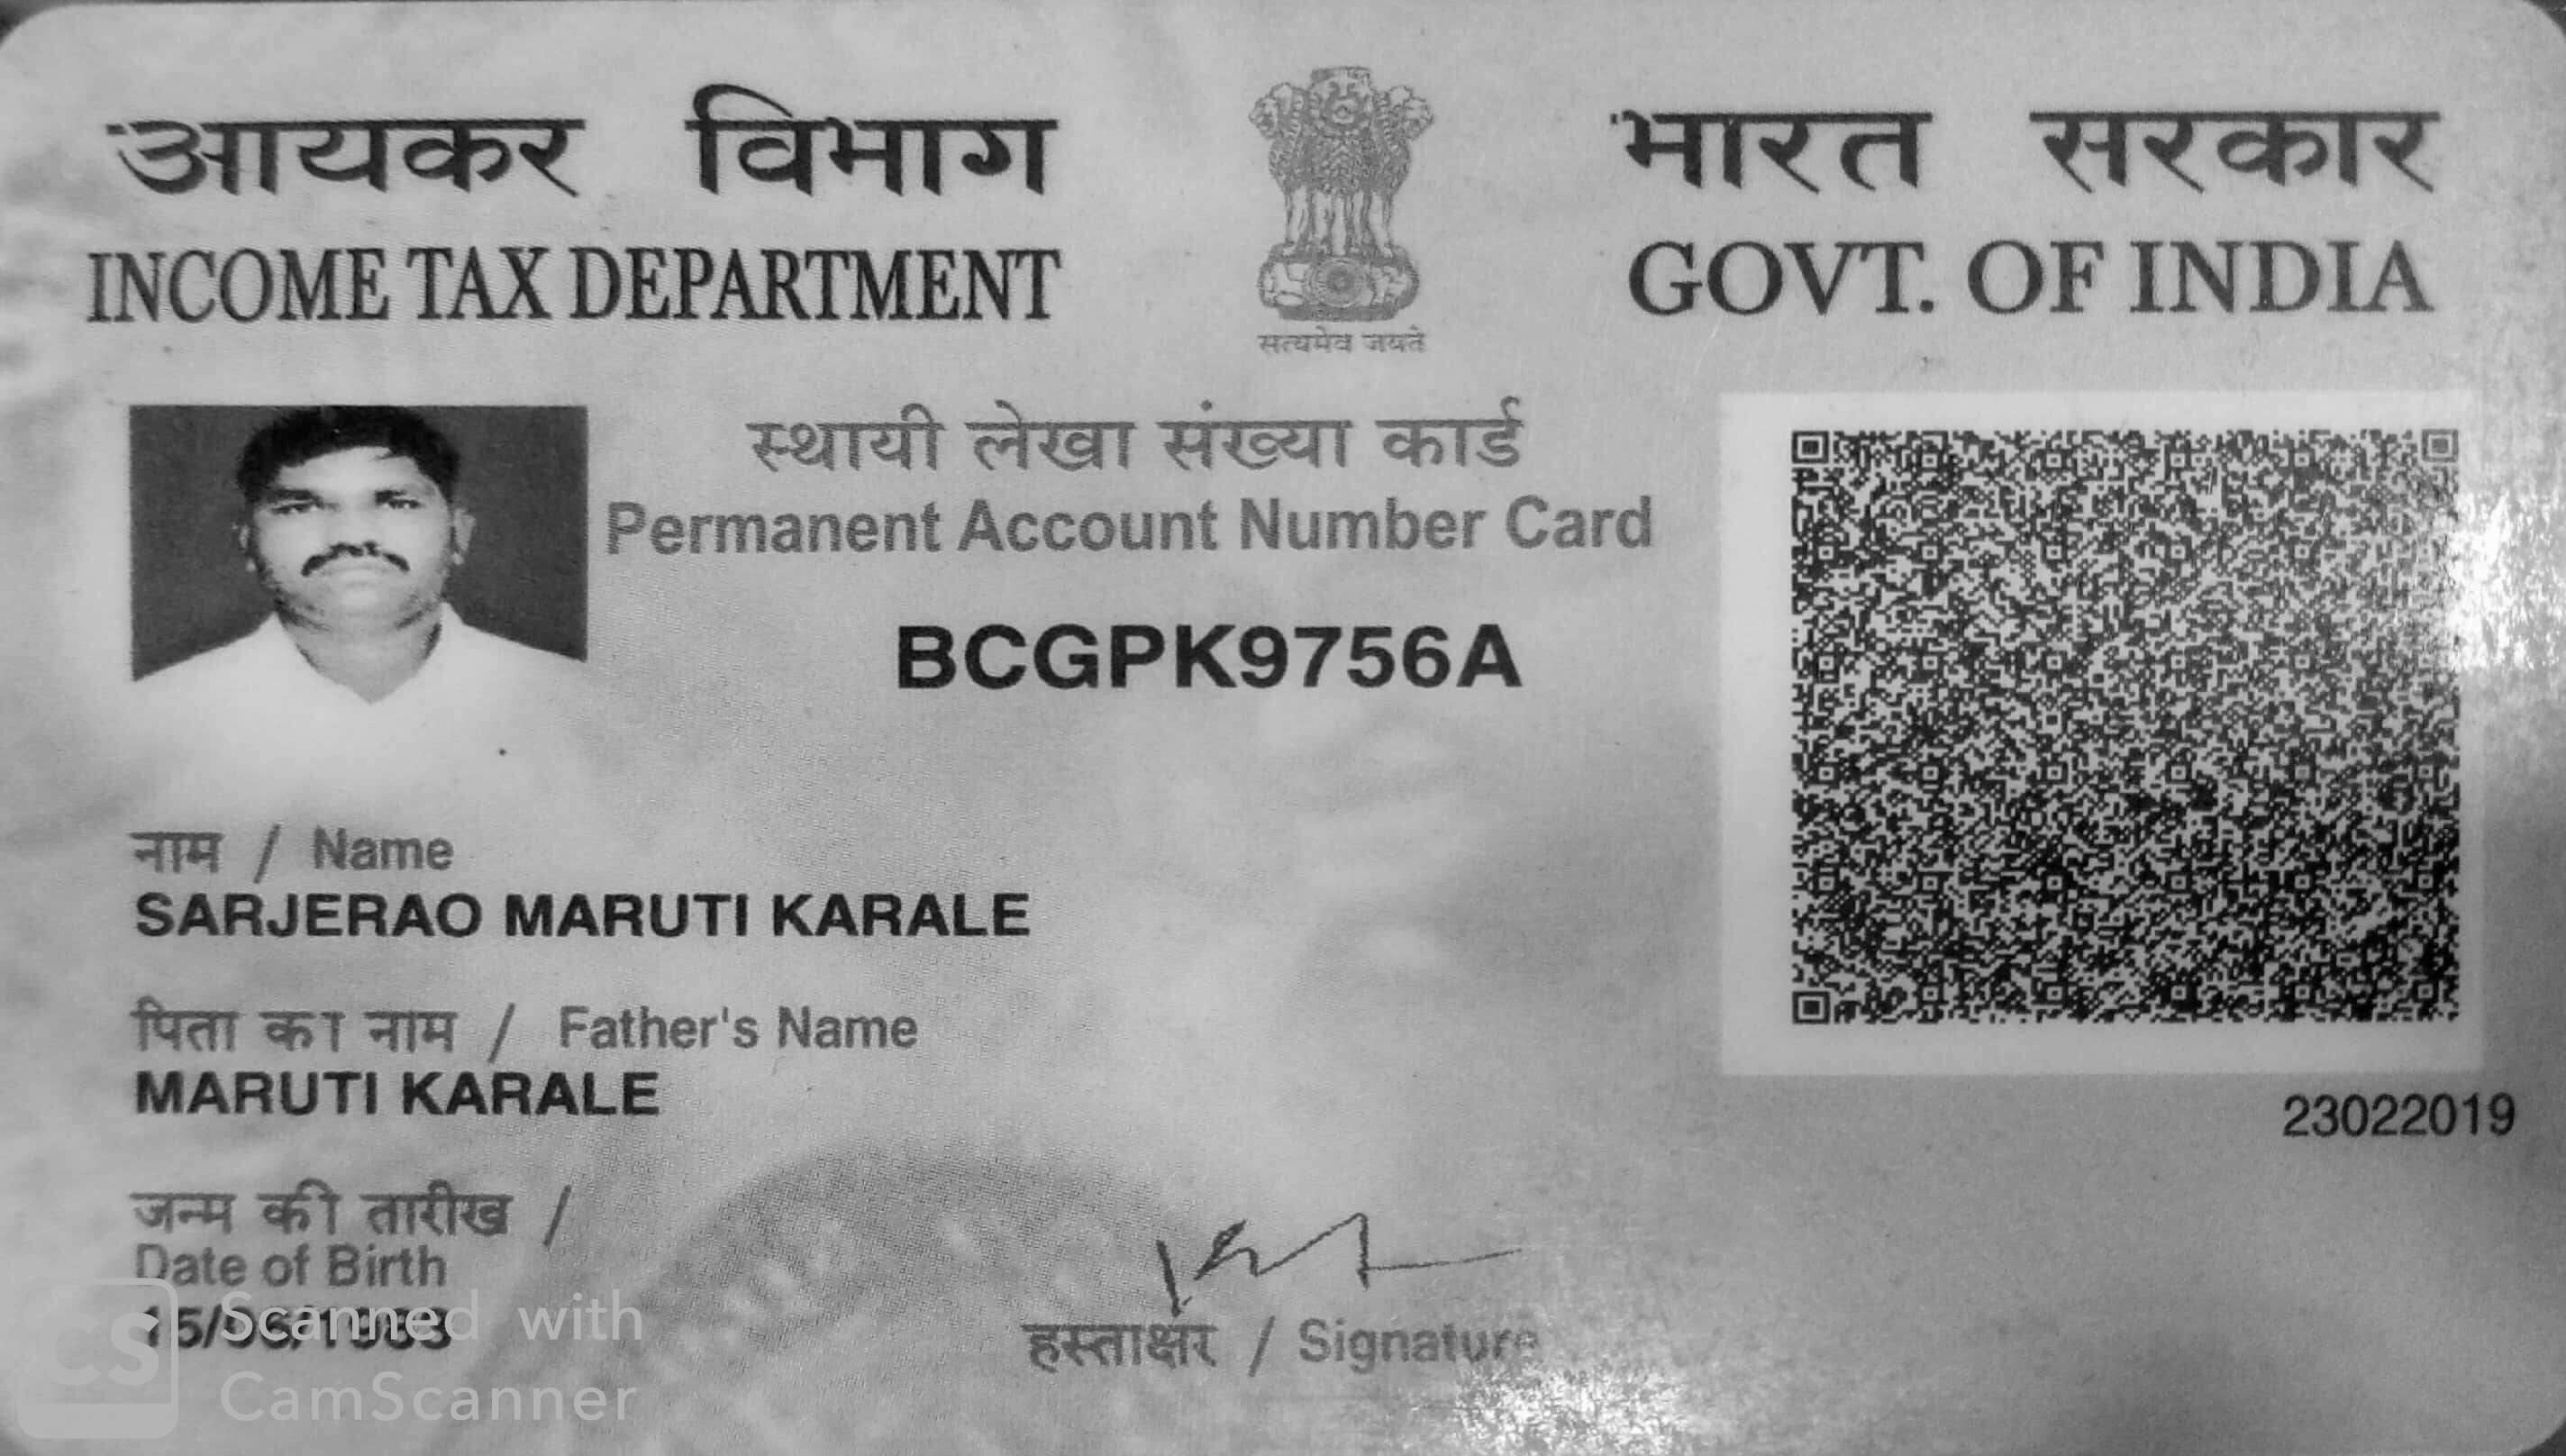 आयकर विभाग
INCOME TAX DEPARTMENT
सत्यमेव जयते
भारत सरकार
GOVT. OF INDIA
स्थायी लेखा संख्या कार्ड
Permanent Account Number Card
BCGPK9756A
नाम / Name
SARJERAO MARUTI KARALE
पिता का नाम / Father's Name
MARUTI KARALE
23022019
जन्म की तारीख /
Date of Birth
हस्ताक्षर / Signature
CS
Scanned with
CamScanner